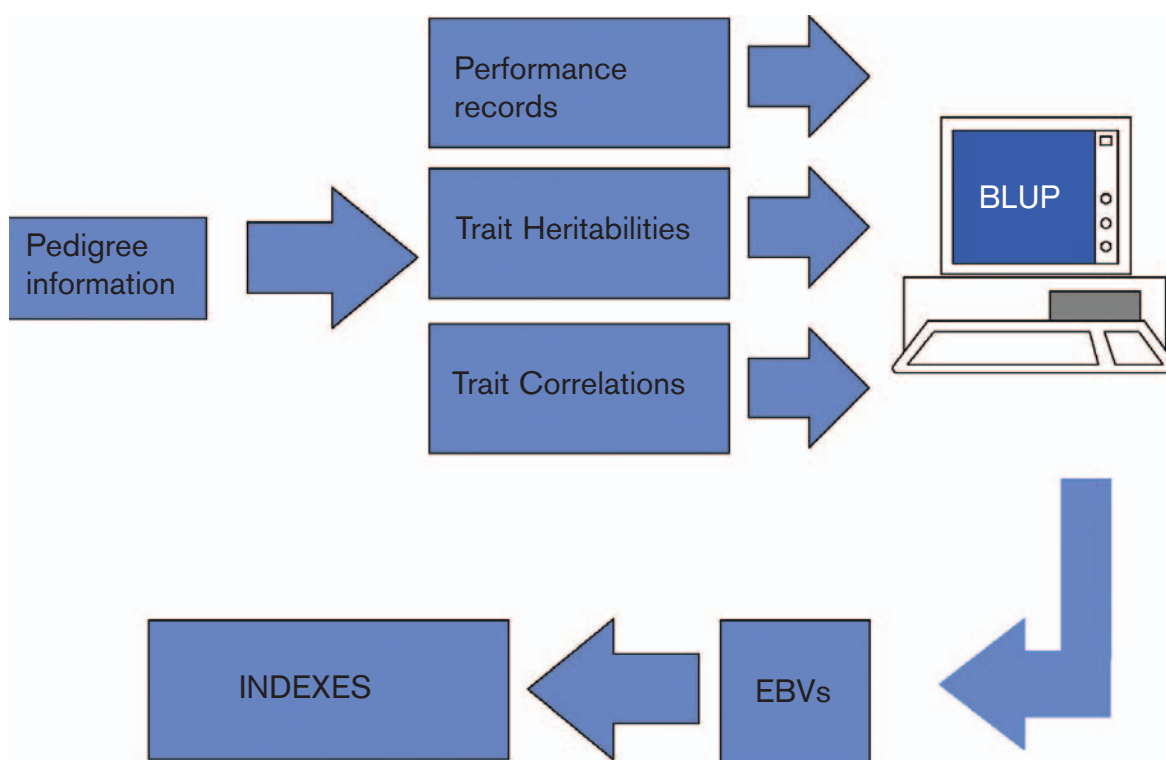 Performance
records
Trait Heritabilities
BLUP
Pedigree
information
Trait Correlations
INDEXES
EBVs